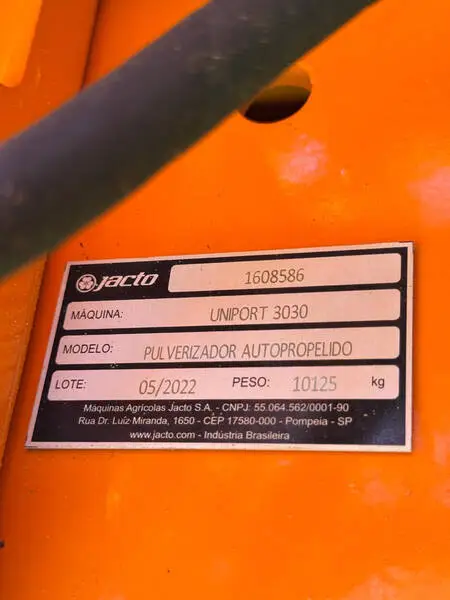 Jacto 1608586
MÁQUINA: UNIPORT 3030
MODELO: PULVERIZADOR AUTOPROPELIDO
LOTE: 05/2022 PESO: 10125 kg
Máquinas Agrícolas Jacto S.A. - CNPJ: 55.064.562/0001-90
Rua Dr. Luiz Miranda, 1650 - CEP 17580-000 - Pompeia - SP
www.jacto.com - Indústria Brasileira